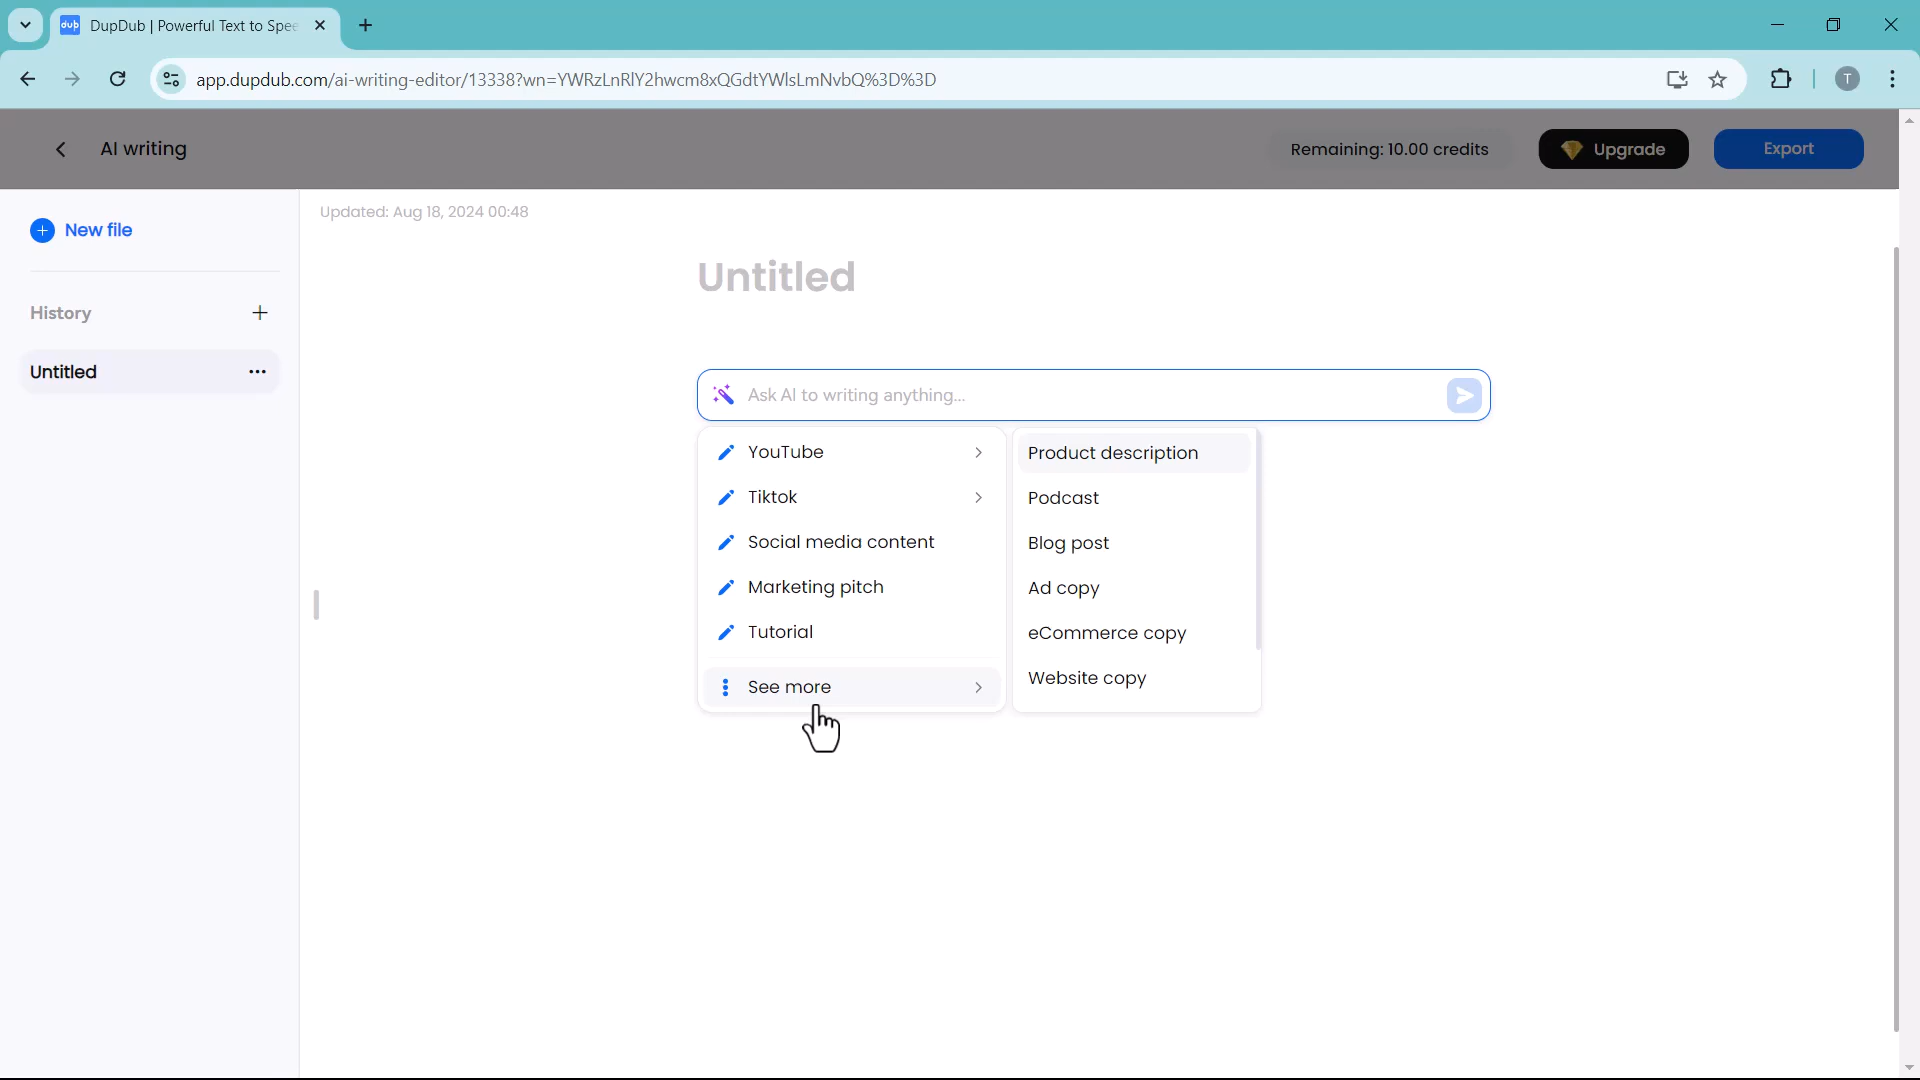 dub DupDub | Powerful Text to Spee
app.dupdub.com/ai-writing-editor/13338?wn=YWRzLnRlY2hwcm8xQGdtYWlsLmNvbQ%3D%3D
T
AI writing
Remaining: 10.00 credits
Upgrade
Export
New file
Updated: Aug 18, 2024 00:48
Untitled
History
Untitled
Ask AI to writing anything...
YouTube
Tiktok
Social media content
Marketing pitch
Tutorial
See more
Product description
Podcast
Blog post
Ad copy
eCommerce copy
Website copy